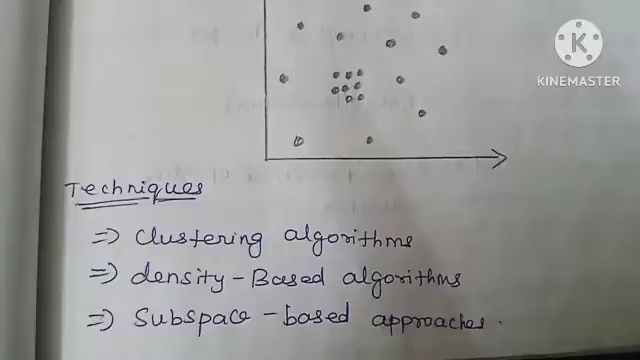 K
KINEMASTER
Techniques
=> clustering algorithms
=> density-Based algorithms
=> Subspace-based approaches.